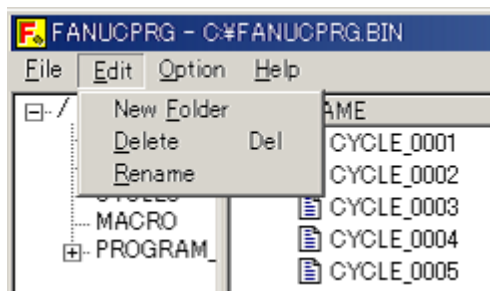 FANUCPRG - C:¥FANUCPRG.BIN
File Edit Option Help
/
New Folder
Delete Del
Rename
MACRO
PROGRAM_
CYCLE_0001
CYCLE_0002
CYCLE_0003
CYCLE_0004
CYCLE_0005